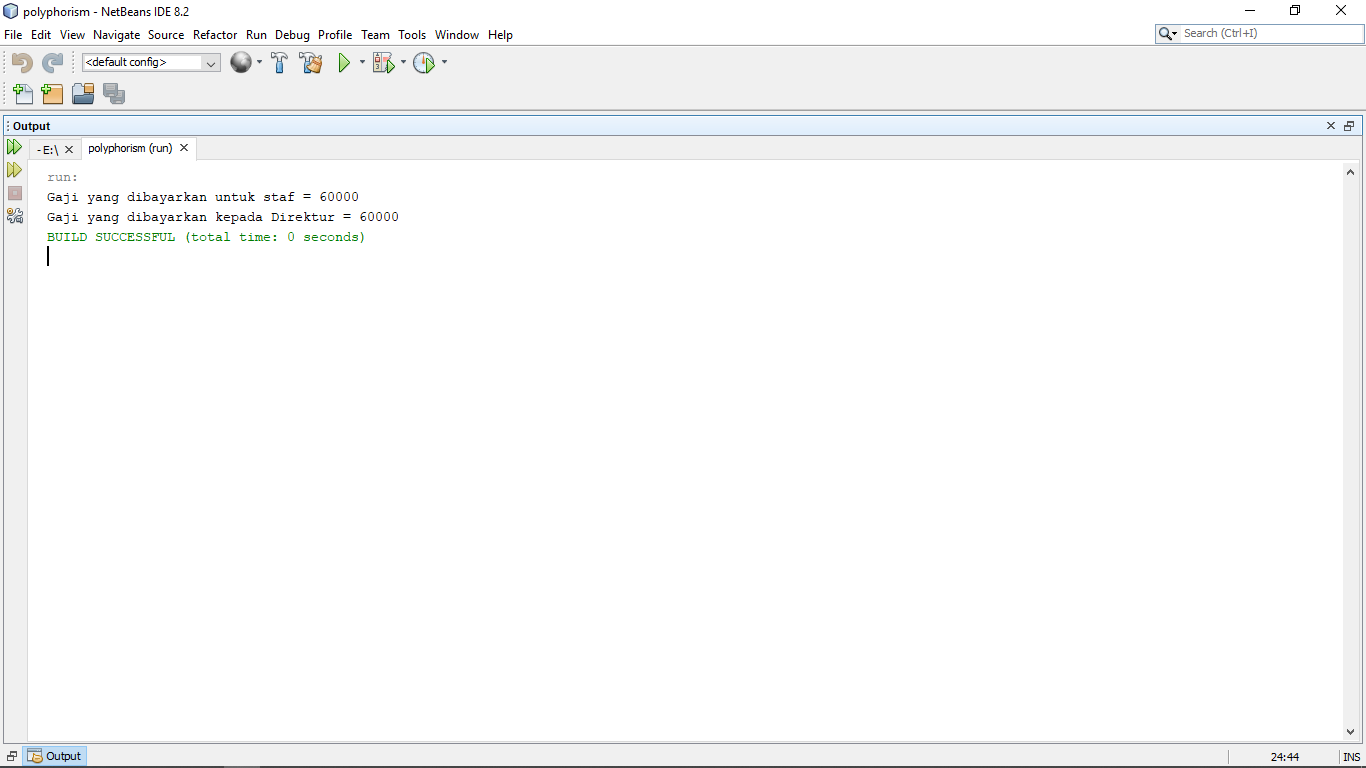 polyphorism - NetBeans IDE 8.2
File Edit View Navigate Source Refactor Run Debug Profile Team Tools Window Help
Search (Ctrl+I)
<default config>
Output
-E:\
polyphorism (run)
run:
Gaji yang dibayarkan untuk staf = 60000
Gaji yang dibayarkan kepada Direktur = 60000
BUILD SUCCESSFUL (total time: 0 seconds)
Output
24:44
INS